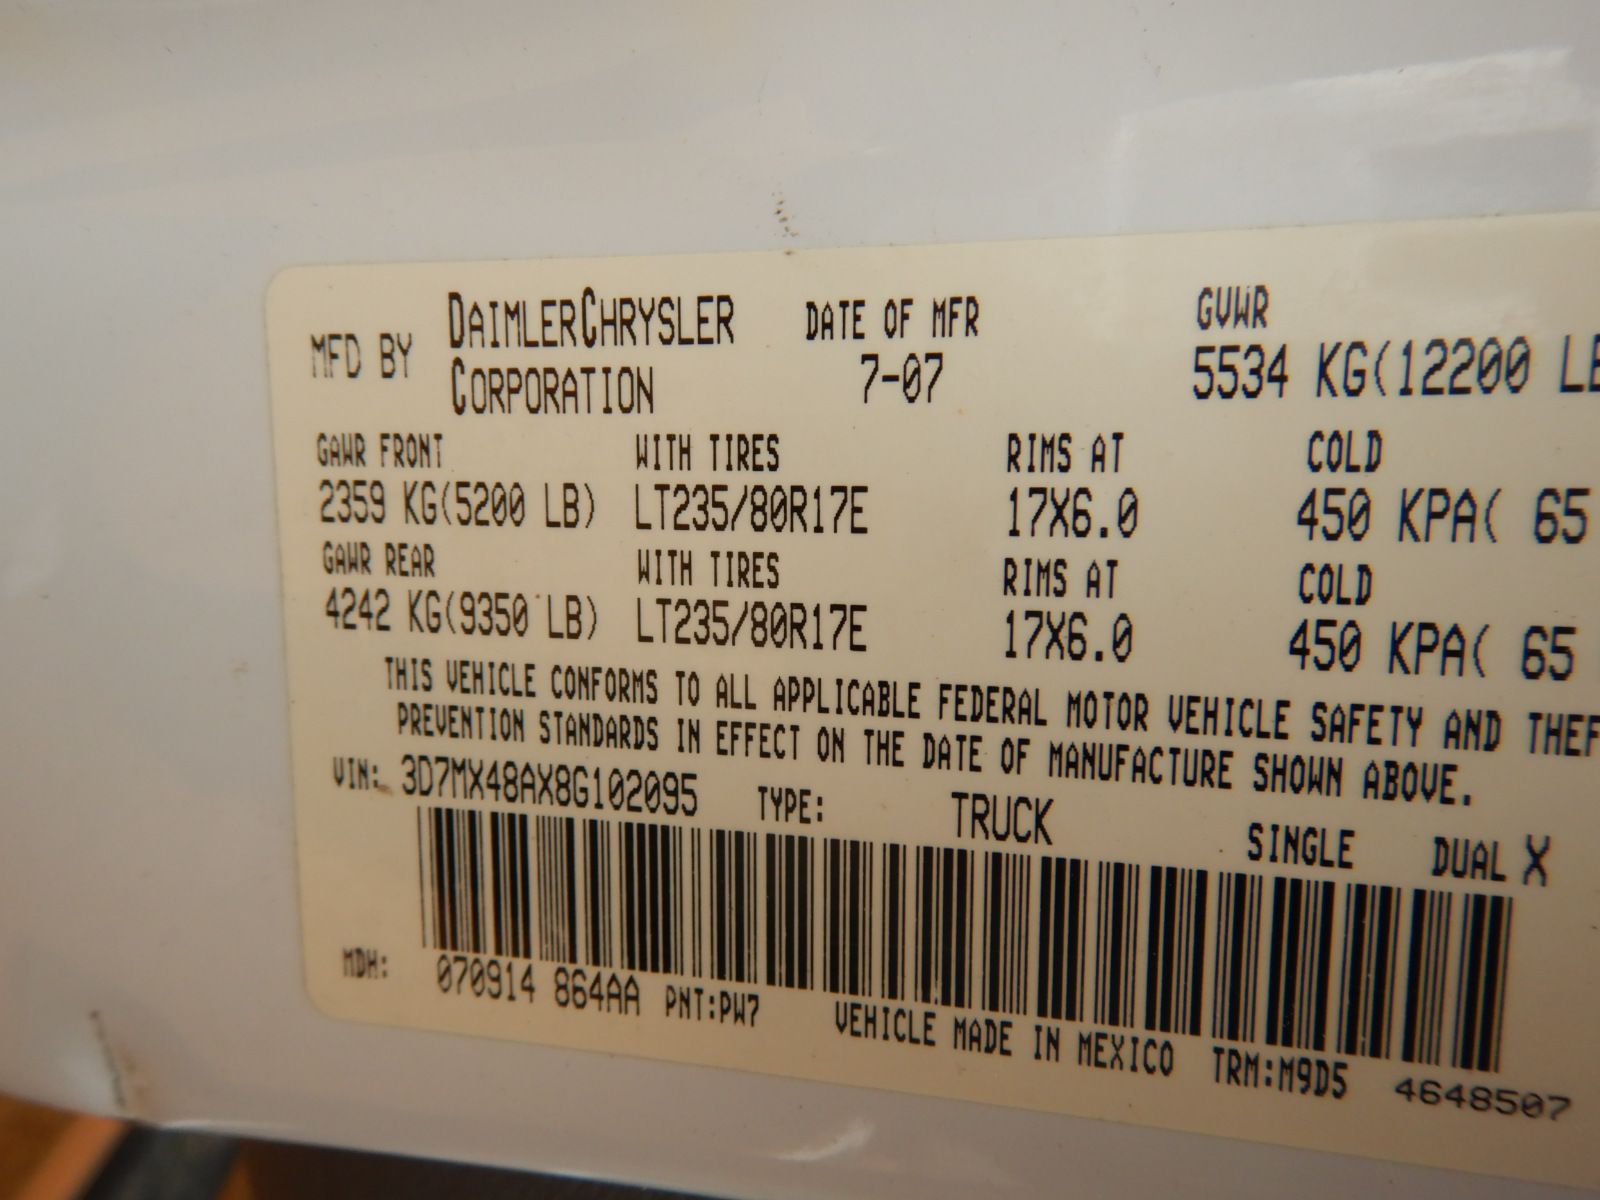 MFD BY DAIMLERCHRYSLER CORPORATION DATE OF MFR 7-07 GVWR 5534 KG(12200 LB
GAWR FRONT WITH TIRES RIMS AT COLD
2359 KG(5200 LB) LT235/80R17E 17X6.0 450 KPA( 65
GAWR REAR WITH TIRES RIMS AT COLD
4242 KG(9350 LB) LT235/80R17E 17X6.0 450 KPA( 65
THIS VEHICLE CONFORMS TO ALL APPLICABLE FEDERAL MOTOR VEHICLE SAFETY AND THEF
PREVENTION STANDARDS IN EFFECT ON THE DATE OF MANUFACTURE SHOWN ABOVE.
VIN: 3D7MX48AX8G102095 TYPE: TRUCK SINGLE DUAL X
MDH: 070914 864AA PNT:PW7 VEHICLE MADE IN MEXICO TRM:M9D5 4648507